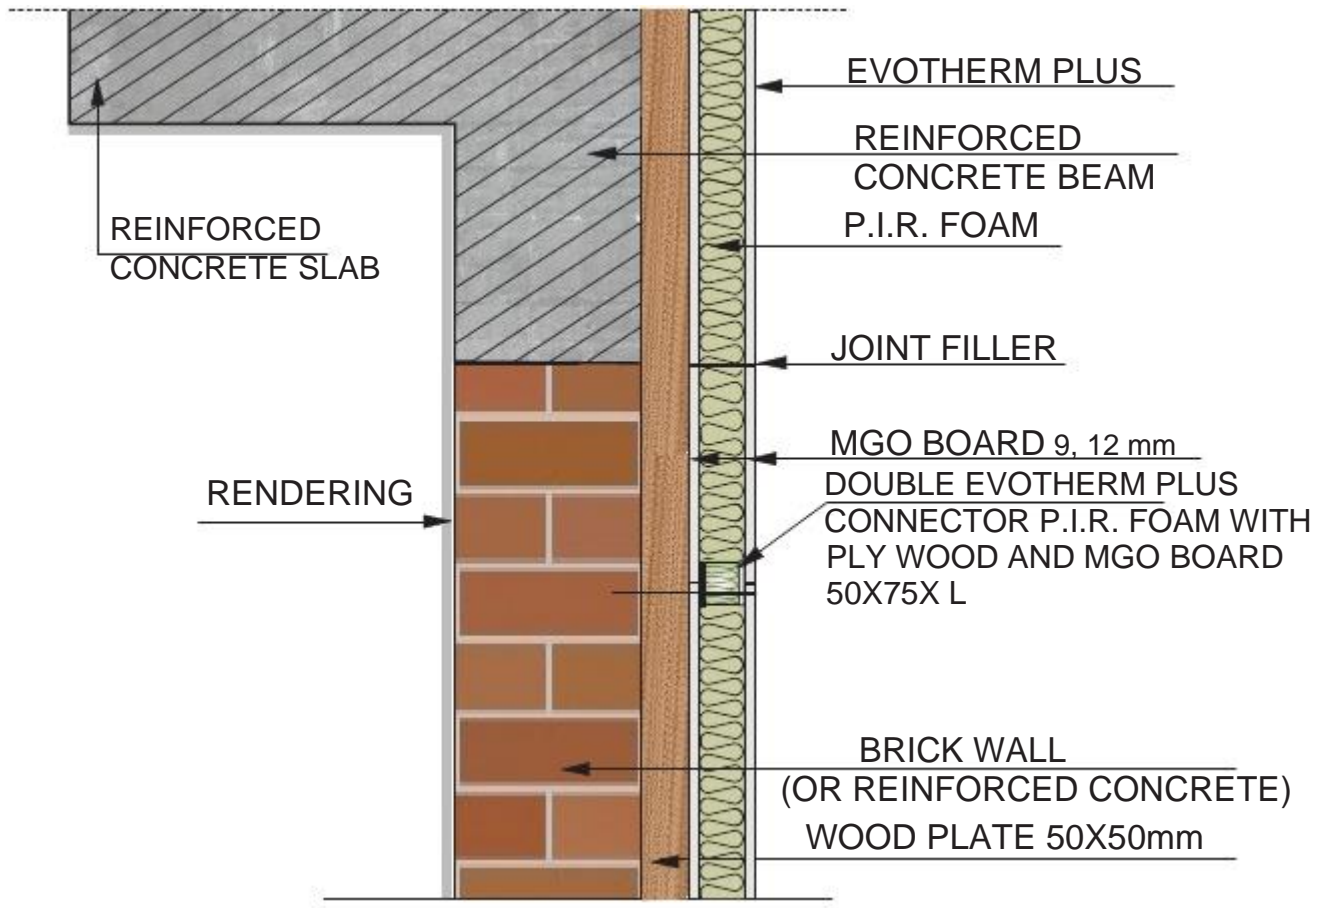 EVOTHERM PLUS
REINFORCED
CONCRETE BEAM
P.I.R. FOAM
REINFORCED
CONCRETE SLAB
JOINT FILLER
MGO BOARD 9, 12 mm
DOUBLE EVOTHERM PLUS
CONNECTOR P.I.R. FOAM WITH
PLY WOOD AND MGO BOARD
50X75X L
RENDERING
BRICK WALL
(OR REINFORCED CONCRETE)
WOOD PLATE 50X50mm